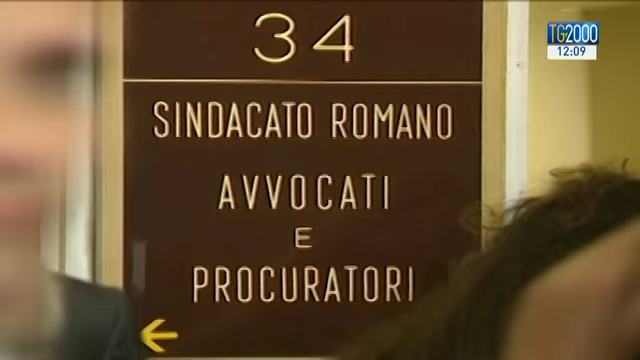 34
TG2000
12:09
SINDACATO ROMANO
AVVOCATI
E
PROCURATORI